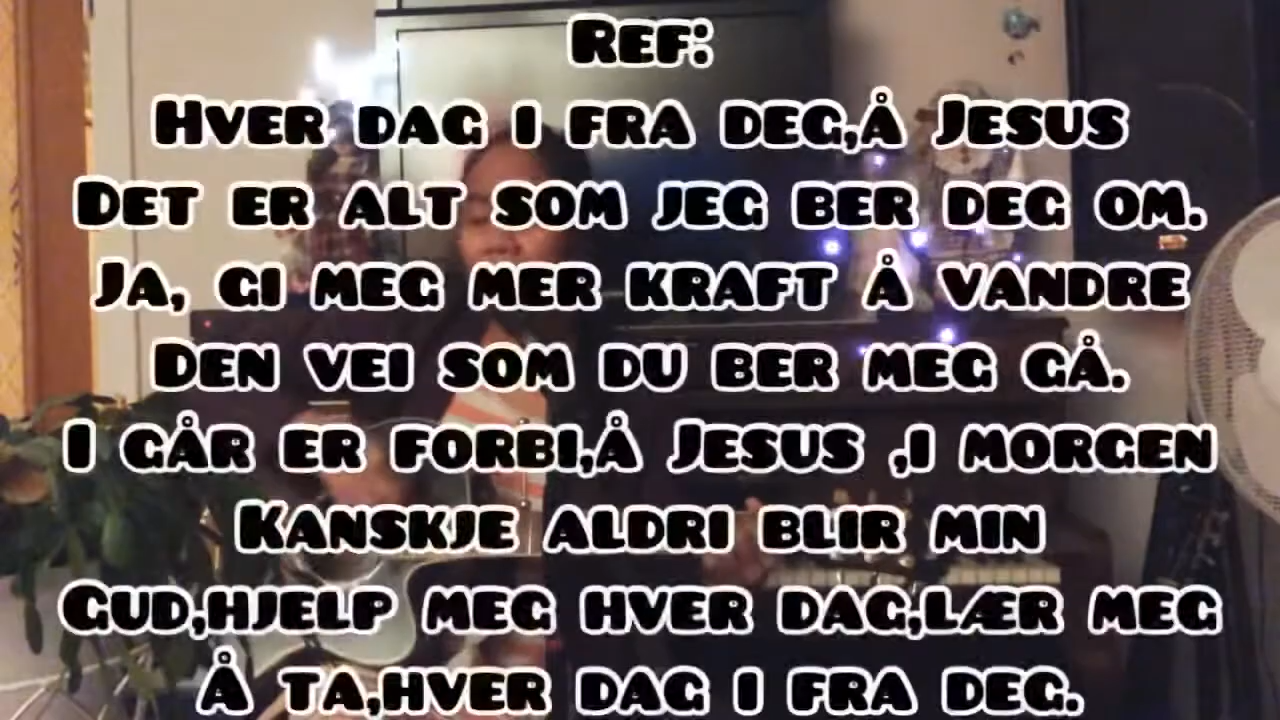 Ref:
Hver dag i fra deg,å Jesus
Det er alt som jeg ber deg om.
Ja, gi meg mer kraft å vandre
Den vei som du ber meg gå.
I går er forbi,å Jesus ,i morgen
Kanskje aldri blir min
Gud,hjelp meg hver dag,lær meg
å ta,hver dag i fra deg.